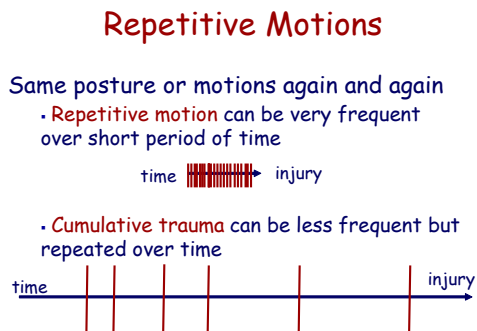 Repetitive Motions
Same posture or motions again and again
▪ Repetitive motion can be very frequent
over short period of time
time injury
▪ Cumulative trauma can be less frequent but
repeated over time
time injury